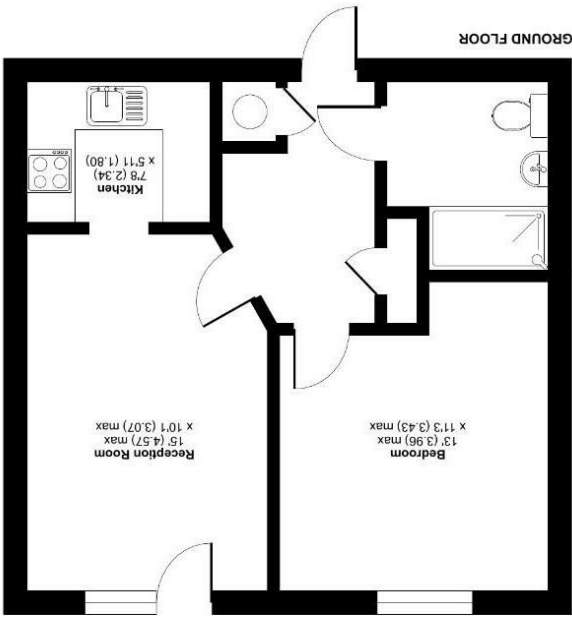 Bedroom
13' (3.96) max
x 11'3 (3.43) max
Reception Room
15' (4.57) max
x 10'1 (3.07) max
Kitchen
7'8 (2.34)
x 5'11 (1.80)
GROUND FLOOR